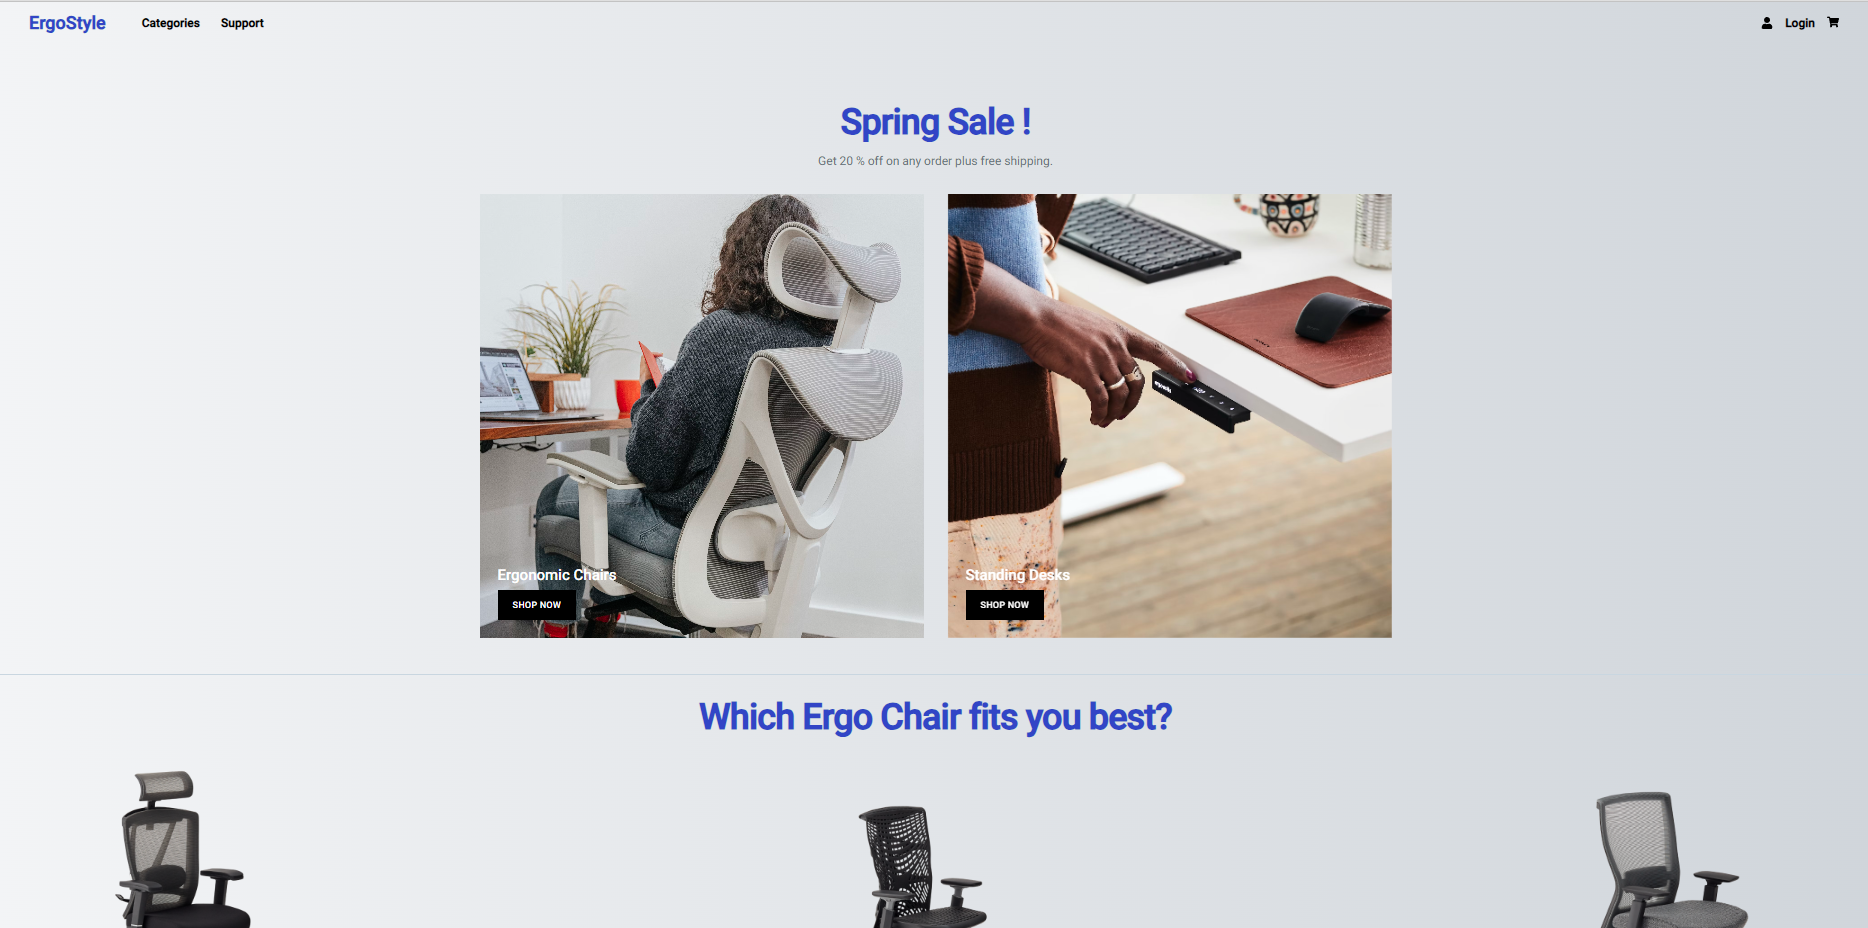 ErgoStyle
Categories
Support
Login
Spring Sale !
Get 20 % off on any order plus free shipping.
Ergonomic Chairs
SHOP NOW
Standing Desks
SHOP NOW
Which Ergo Chair fits you best?